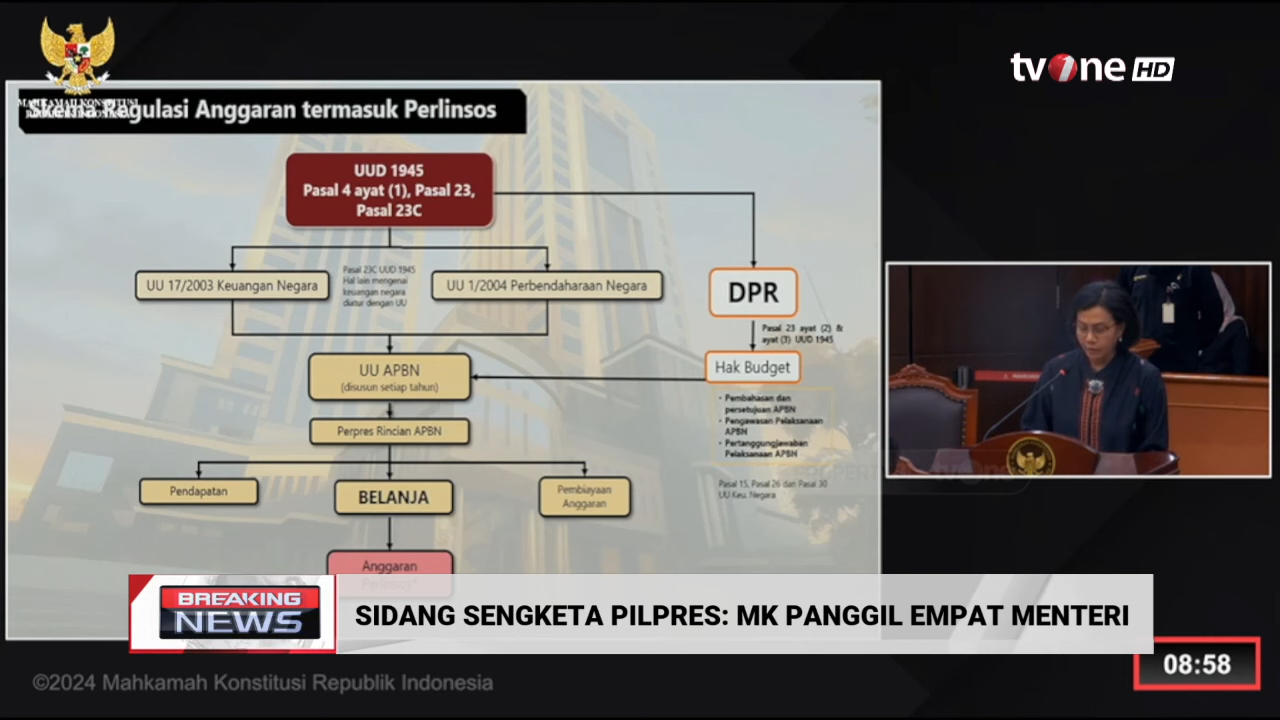 MAHKAMAH KONSTITUSI
REPUBLIK INDONESIA
tvOne HD
Skema Regulasi Anggaran termasuk Perlinsos
UUD 1945
Pasal 4 ayat (1), Pasal 23,
Pasal 23C
UU 17/2003 Keuangan Negara
Pasal 23C UUD 1945
Hal lain mengenai
keuangan negara
diatur dengan UU
UU 1/2004 Perbendaharaan Negara
DPR
Pasal 23 ayat (2) &
ayat (3) UUD 1945
UU APBN
(disusun setiap tahun)
Hak Budget
• Pembahasan dan
persetujuan APBN
• Pengawasan Pelaksanaan
APBN
• Pertanggungjawaban
Pelaksanaan APBN
Perpres Rincian APBN
Pendapatan
BELANJA
Pembiayaan
Anggaran
Pasal 15, Pasal 26 dan Pasal 30
UU Keu. Negara
Anggaran
BREAKING
NEWS
SIDANG SENGKETA PILPRES: MK PANGGIL EMPAT MENTERI
08:58
©2024 Mahkamah Konstitusi Republik Indonesia